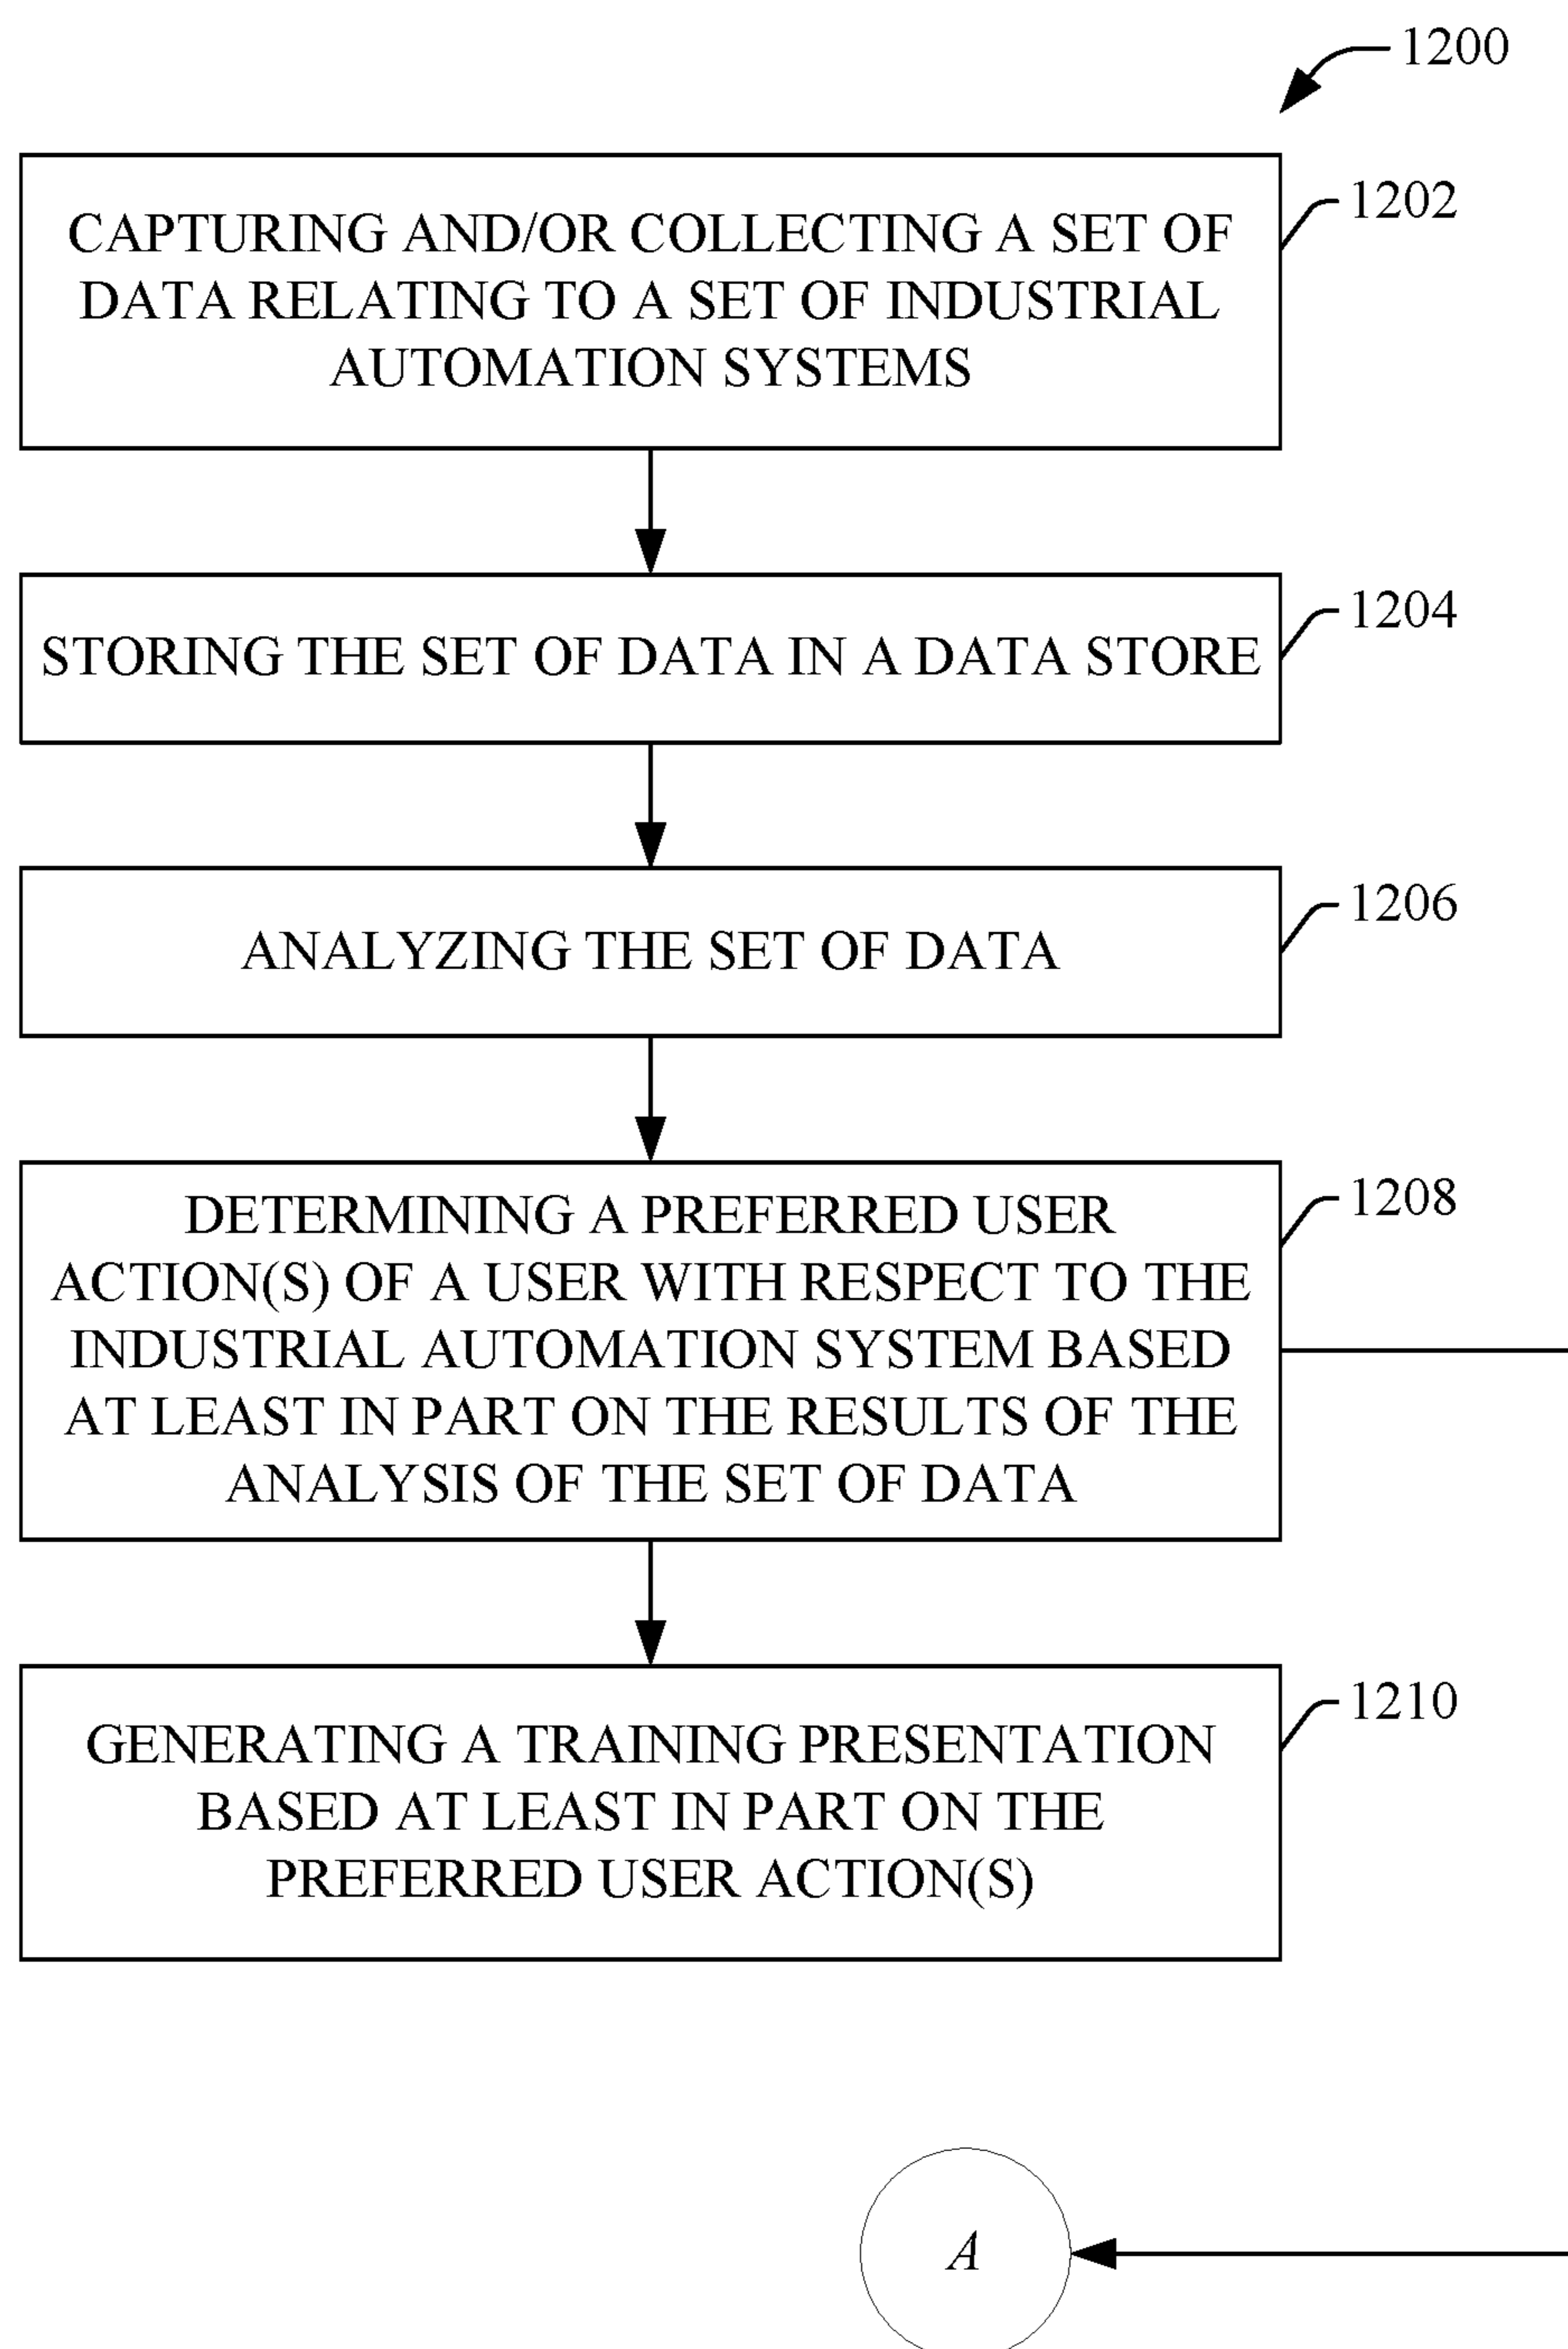 1200
1202
CAPTURING AND/OR COLLECTING A SET OF
DATA RELATING TO A SET OF INDUSTRIAL
AUTOMATION SYSTEMS
1204
STORING THE SET OF DATA IN A DATA STORE
1206
ANALYZING THE SET OF DATA
1208
DETERMINING A PREFERRED USER
ACTION(S) OF A USER WITH RESPECT TO THE
INDUSTRIAL AUTOMATION SYSTEM BASED
AT LEAST IN PART ON THE RESULTS OF THE
ANALYSIS OF THE SET OF DATA
1210
GENERATING A TRAINING PRESENTATION
BASED AT LEAST IN PART ON THE
PREFERRED USER ACTION(S)
A